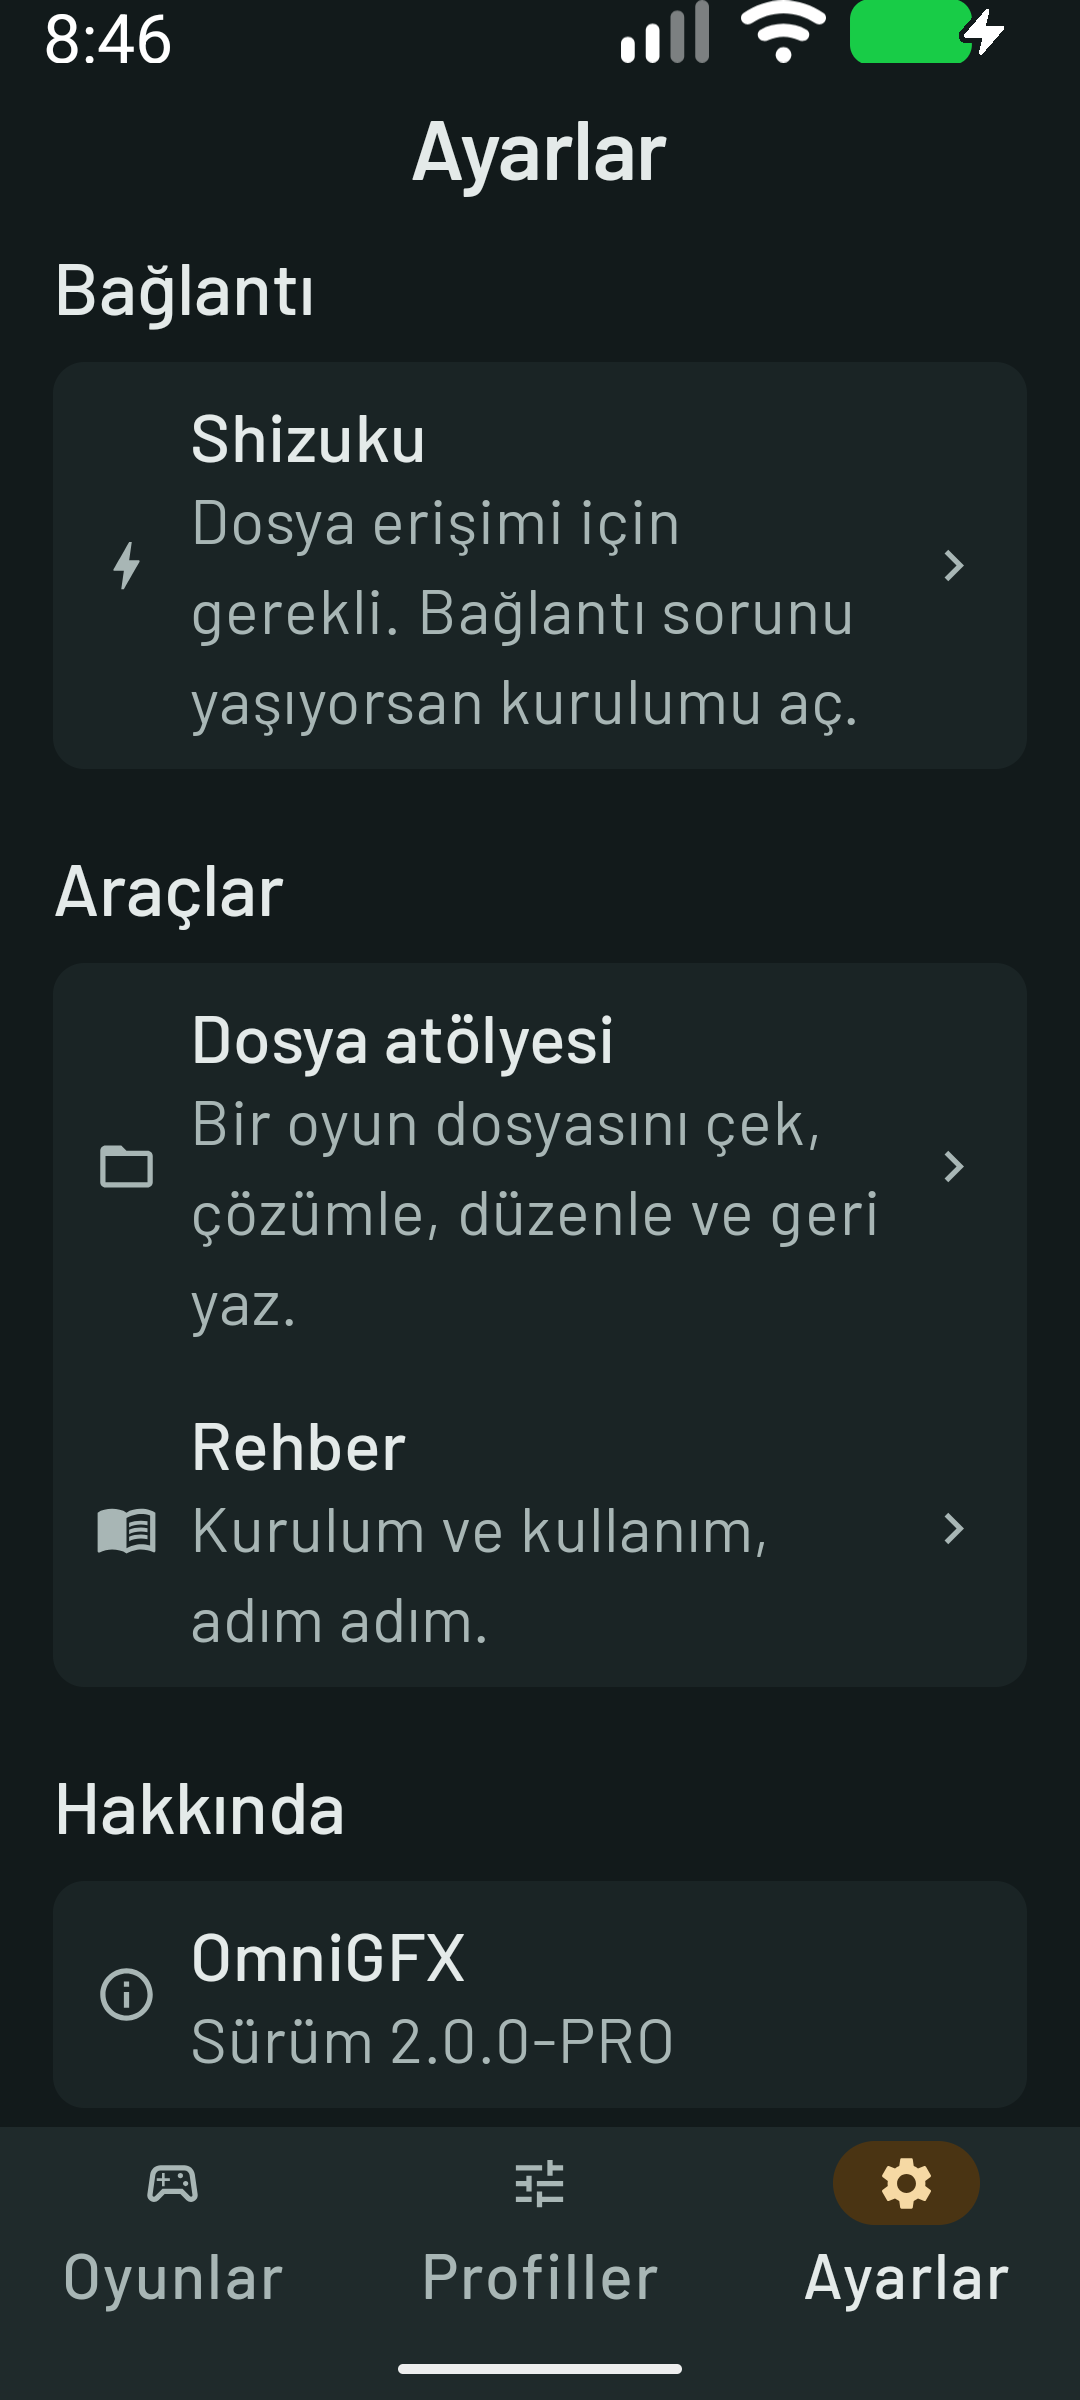 8:46
Ayarlar
Bağlantı
Shizuku
Dosya erişimi için
gerekli. Bağlantı sorunu
yaşıyorsan kurulumu aç.
Araçlar
Dosya atölyesi
Bir oyun dosyasını çek,
çözümle, düzenle ve geri
yaz.
Rehber
Kurulum ve kullanım,
adım adım.
Hakkında
OmniGFX
Sürüm 2.0.0-PRO
Oyunlar
Profiller
Ayarlar